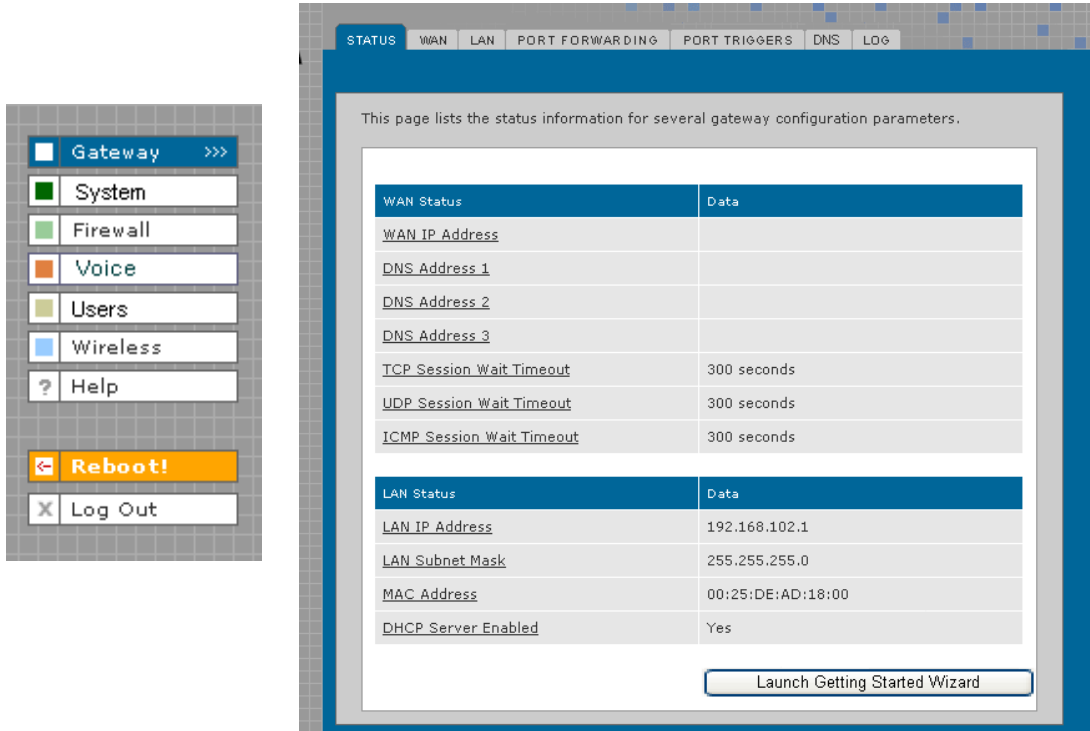 Gateway >>>
System
Firewall
Voice
Users
Wireless
? Help
Reboot!
X Log Out
STATUS WAN LAN PORT FORWARDING PORT TRIGGERS DNS LOG
This page lists the status information for several gateway configuration parameters.
WAN Status Data
WAN IP Address
DNS Address 1
DNS Address 2
DNS Address 3
TCP Session Wait Timeout 300 seconds
UDP Session Wait Timeout 300 seconds
ICMP Session Wait Timeout 300 seconds
LAN Status Data
LAN IP Address 192.168.102.1
LAN Subnet Mask 255.255.255.0
MAC Address 00:25:DE:AD:18:00
DHCP Server Enabled Yes
Launch Getting Started Wizard